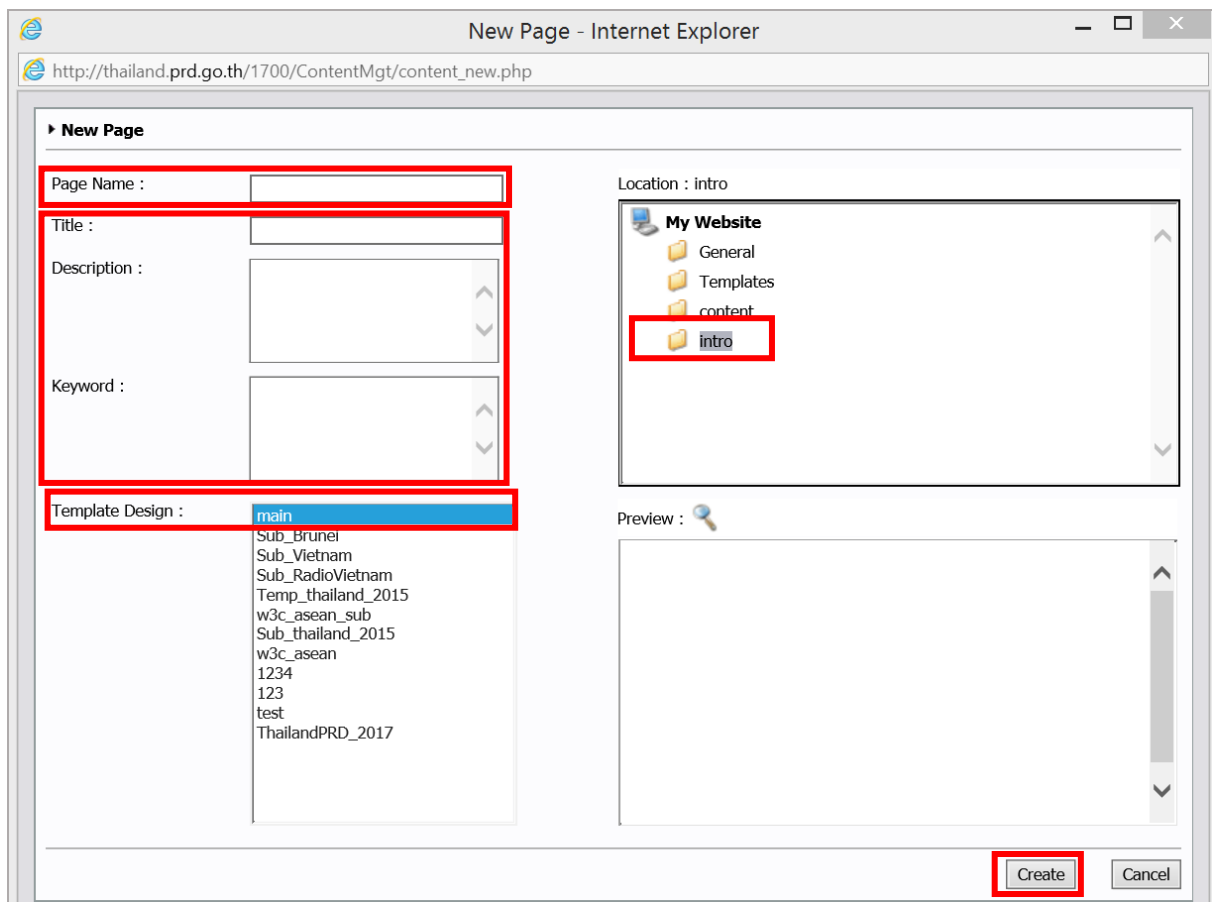 New Page - Internet Explorer
http://thailand.prd.go.th/1700/ContentMgt/content_new.php
New Page
Page Name :
Title :
Description :
Keyword :
Template Design :
main
Sub_Brunei
Sub_Vietnam
Sub_RadioVietnam
Temp_thailand_2015
w3c_asean_sub
Sub_thailand_2015
w3c_asean
1234
123
test
ThailandPRD_2017
Location : intro
My Website
General
Templates
content
intro
Preview :
Create
Cancel